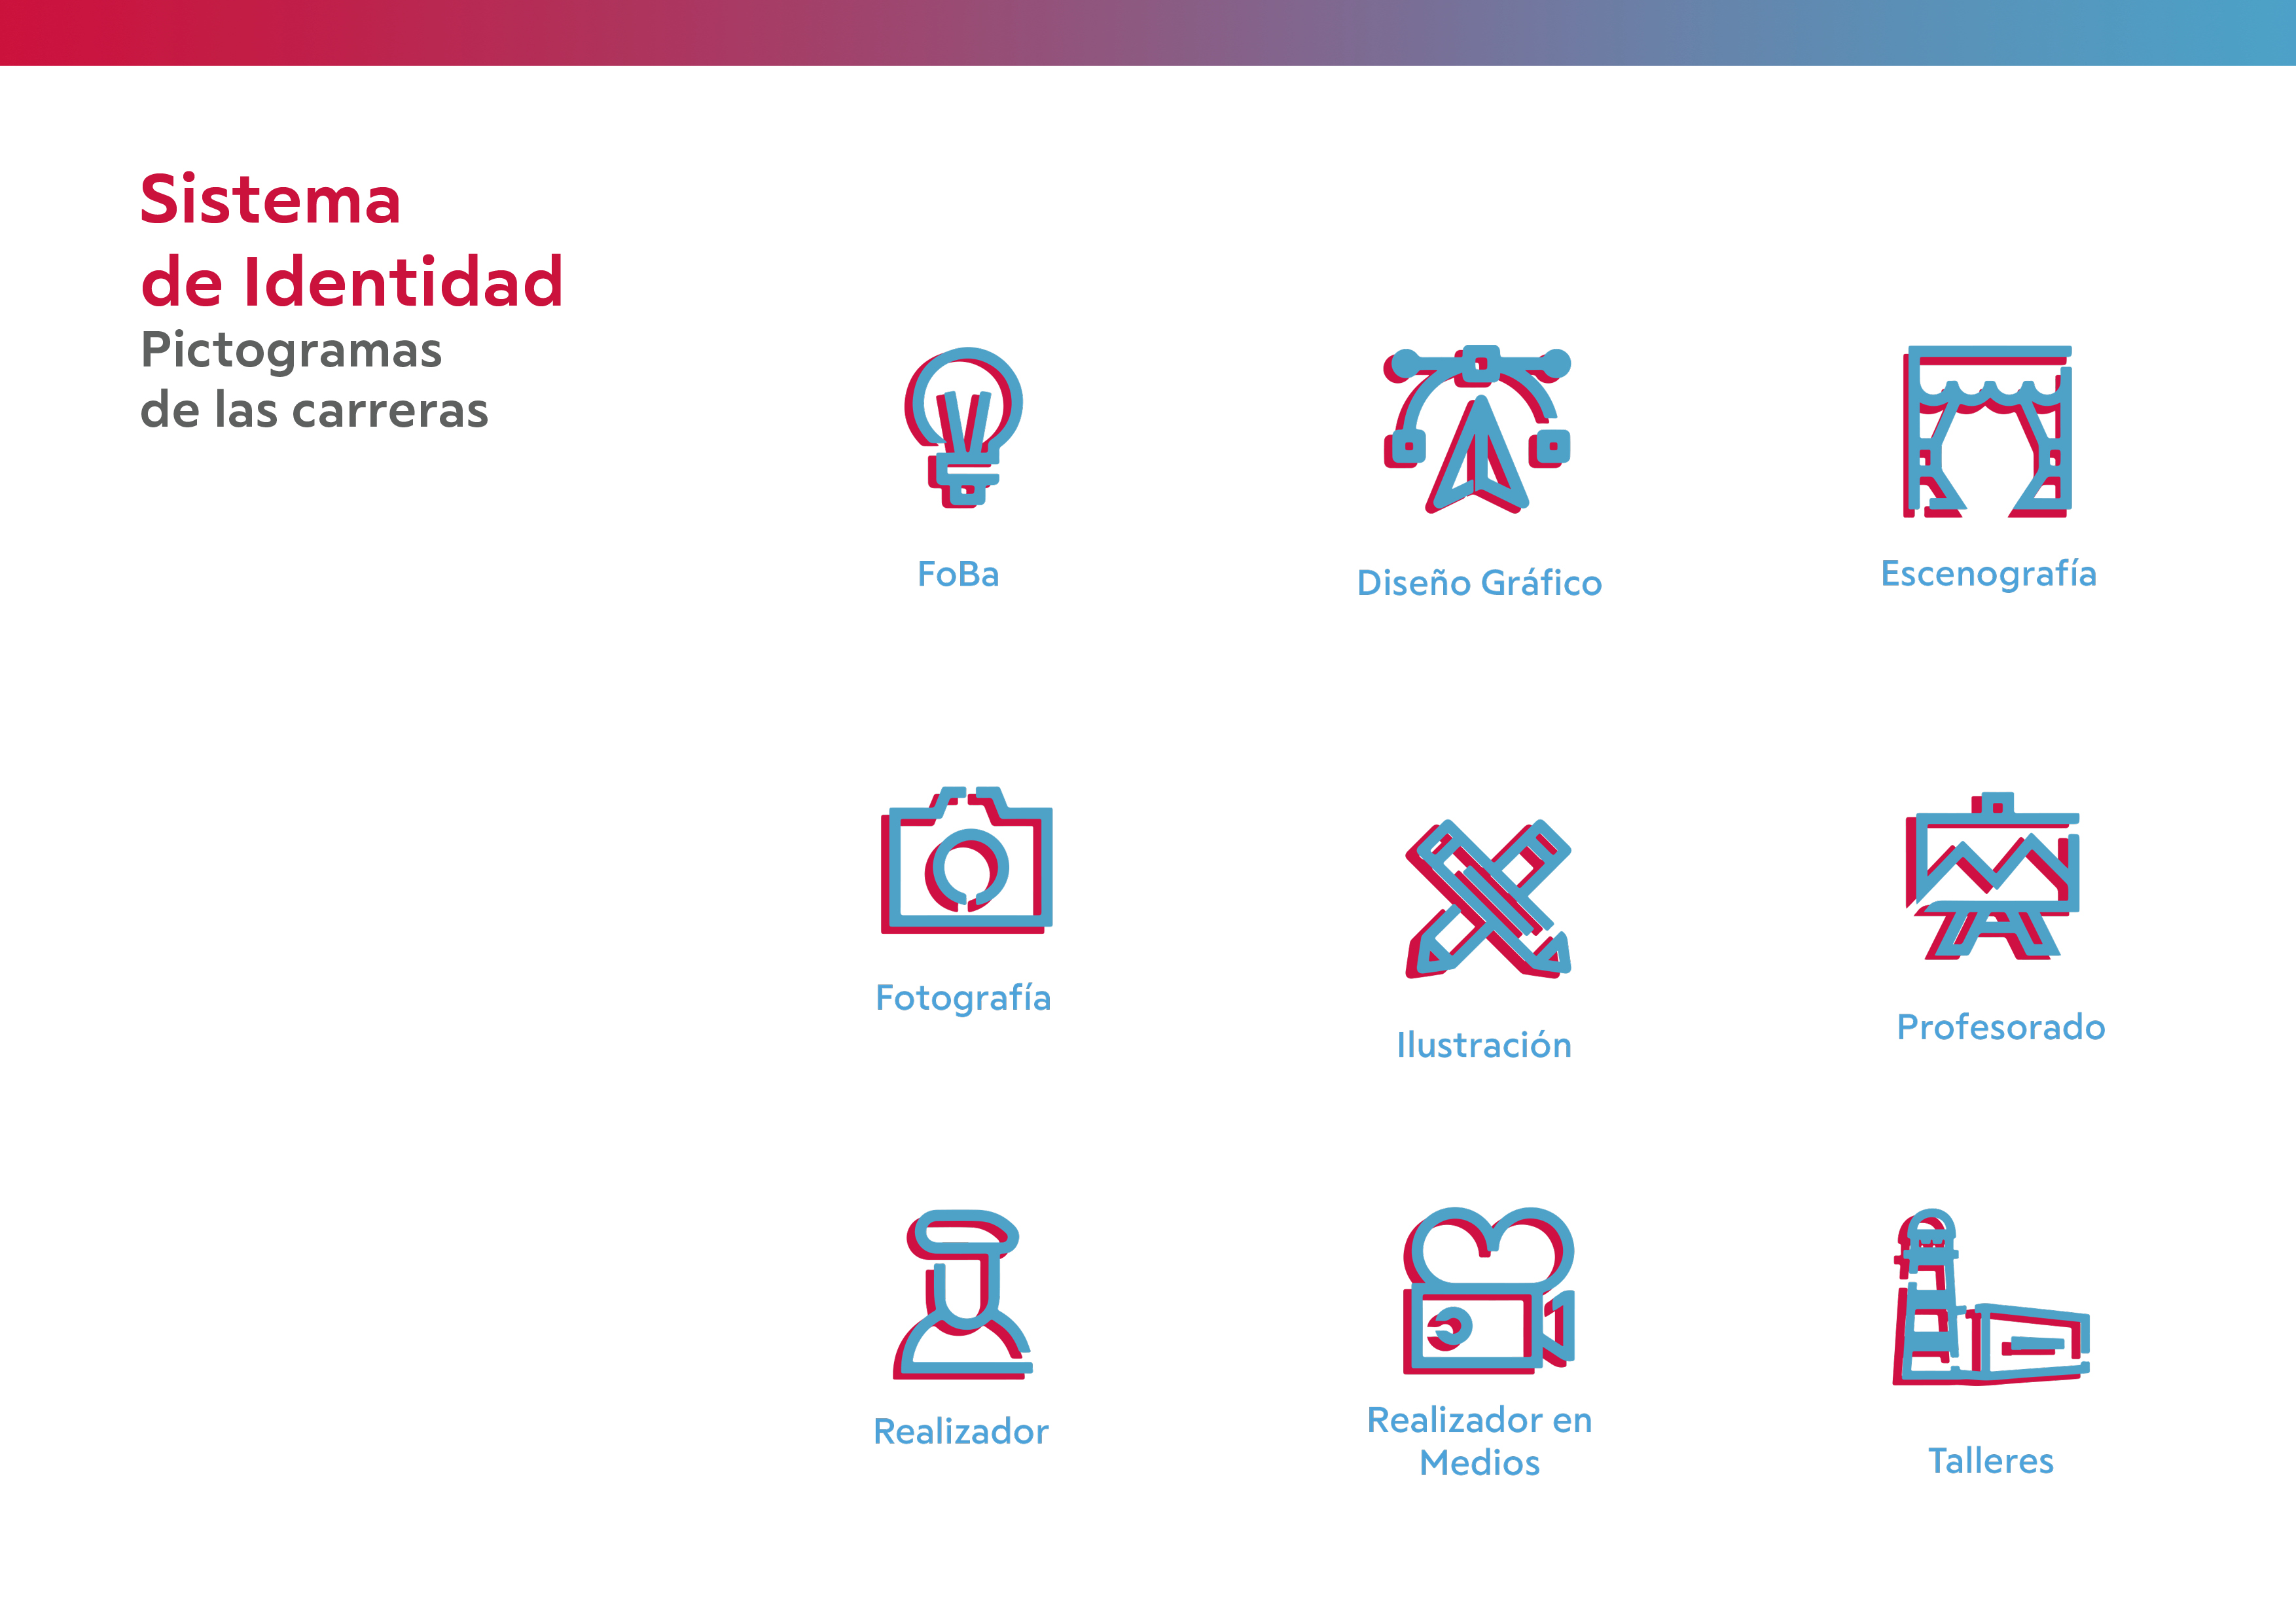 Sistema
de Identidad
Pictogramas
de las carreras
FoBa
Diseño Gráfico
Escenografía
Fotografía
Ilustración
Profesorado
Realizador
Realizador en
Medios
Talleres